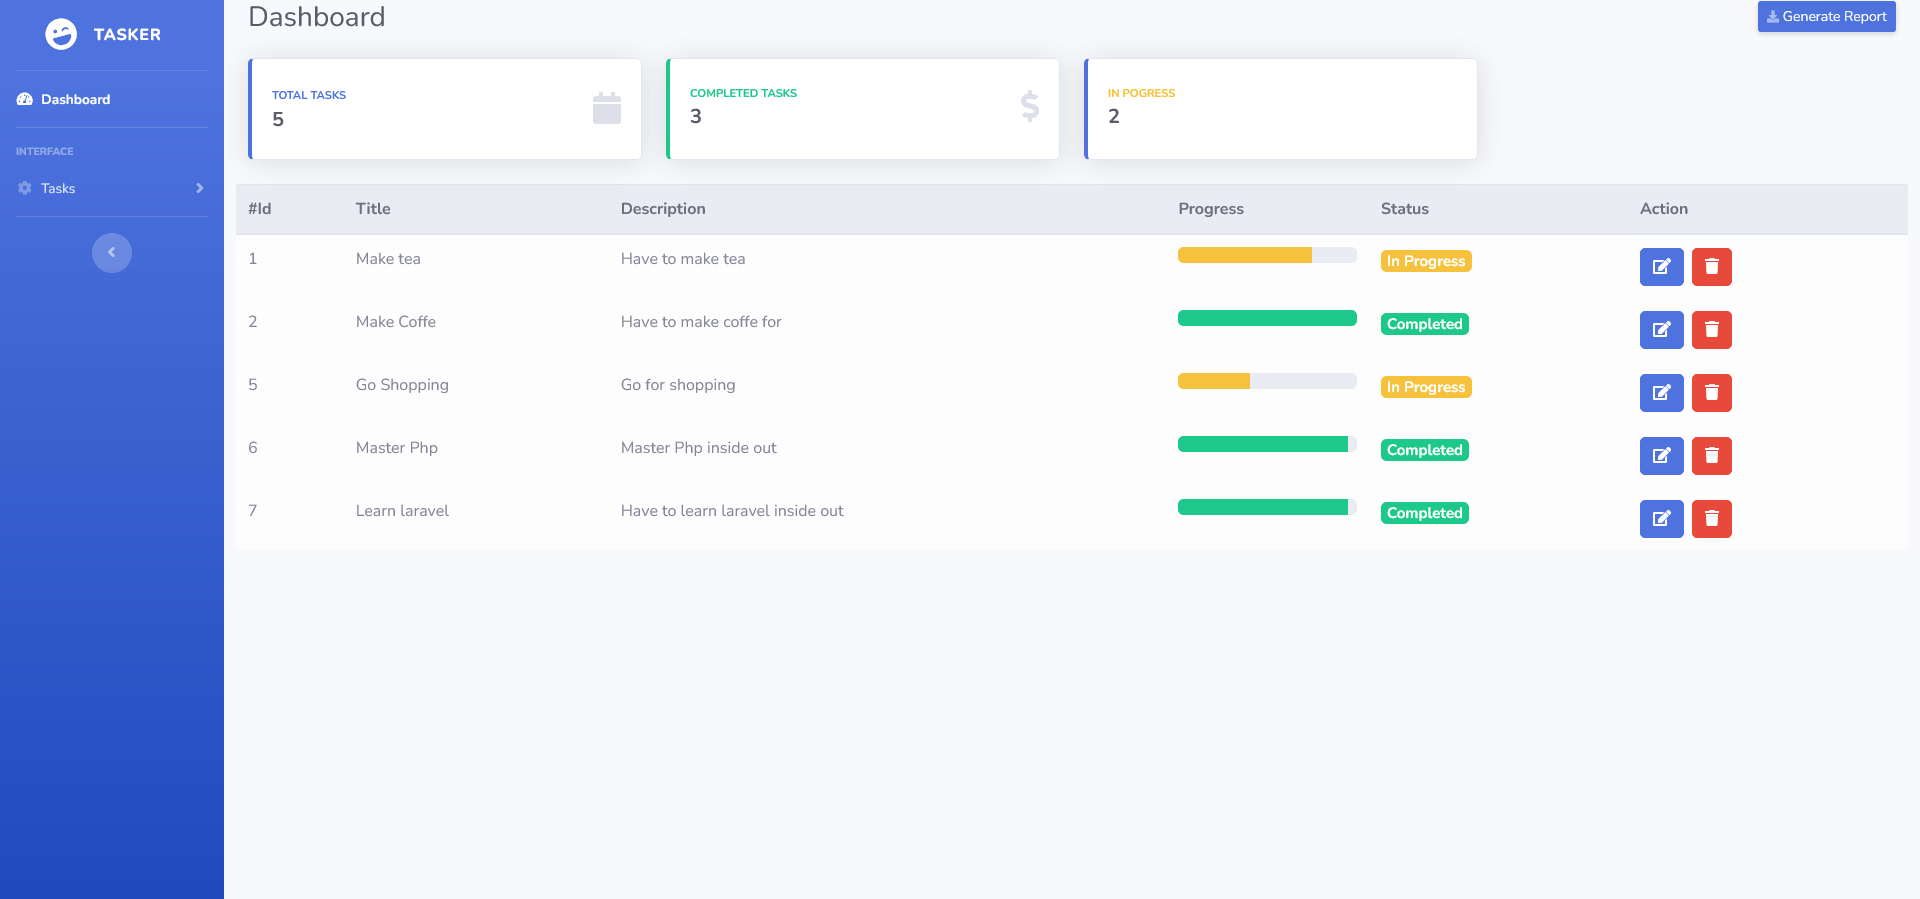 TASKER
Dashboard
INTERFACE
Tasks
Dashboard
Generate Report
TOTAL TASKS
5
COMPLETED TASKS
3
IN POGRESS
2
#Id Title Description Progress Status Action
1 Make tea Have to make tea In Progress
2 Make Coffe Have to make coffe for Completed
5 Go Shopping Go for shopping In Progress
6 Master Php Master Php inside out Completed
7 Learn laravel Have to learn laravel inside out Completed